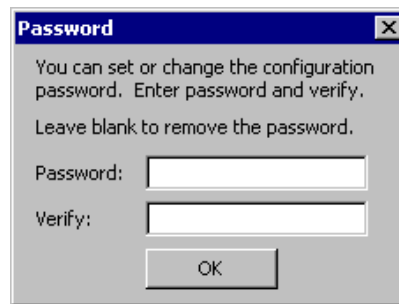 Password
You can set or change the configuration
password.  Enter password and verify.
Leave blank to remove the password.
Password:
Verify:
OK